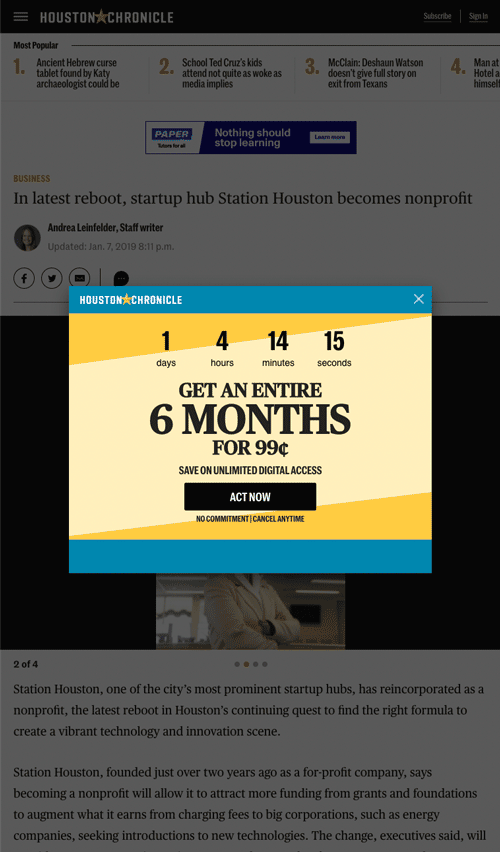 HOUSTON CHRONICLE
Subscribe
Sign In
Most Popular
1. Ancient Hebrew curse
tablet found by Katy
archaeologist could be
2. School Ted Cruz's kids
attend not quite as woke as
media implies
3. McClain: Deshaun Watson
doesn't give full story on
exit from Texans
4. Man at
Hotel a
himself
PAPER
Tutors for all
Nothing should
stop learning
Learn more
BUSINESS
In latest reboot, startup hub Station Houston becomes nonprofit
Andrea Leinfelder, Staff writer
Updated: Jan. 7, 2019 8:11 p.m.
HOUSTON CHRONICLE
1 4 14 15
days hours minutes seconds
GET AN ENTIRE
6 MONTHS
FOR 99¢
SAVE ON UNLIMITED DIGITAL ACCESS
ACT NOW
NO COMMITMENT | CANCEL ANYTIME
2 of 4
Station Houston, one of the city's most prominent startup hubs, has reincorporated as a
nonprofit, the latest reboot in Houston's continuing quest to find the right formula to
create a vibrant technology and innovation scene.
Station Houston, founded just over two years ago as a for-profit company, says
becoming a nonprofit will allow it to attract more funding from grants and foundations
to augment what it earns from charging fees to big corporations, such as energy
companies, seeking introductions to new technologies. The change, executives said, will